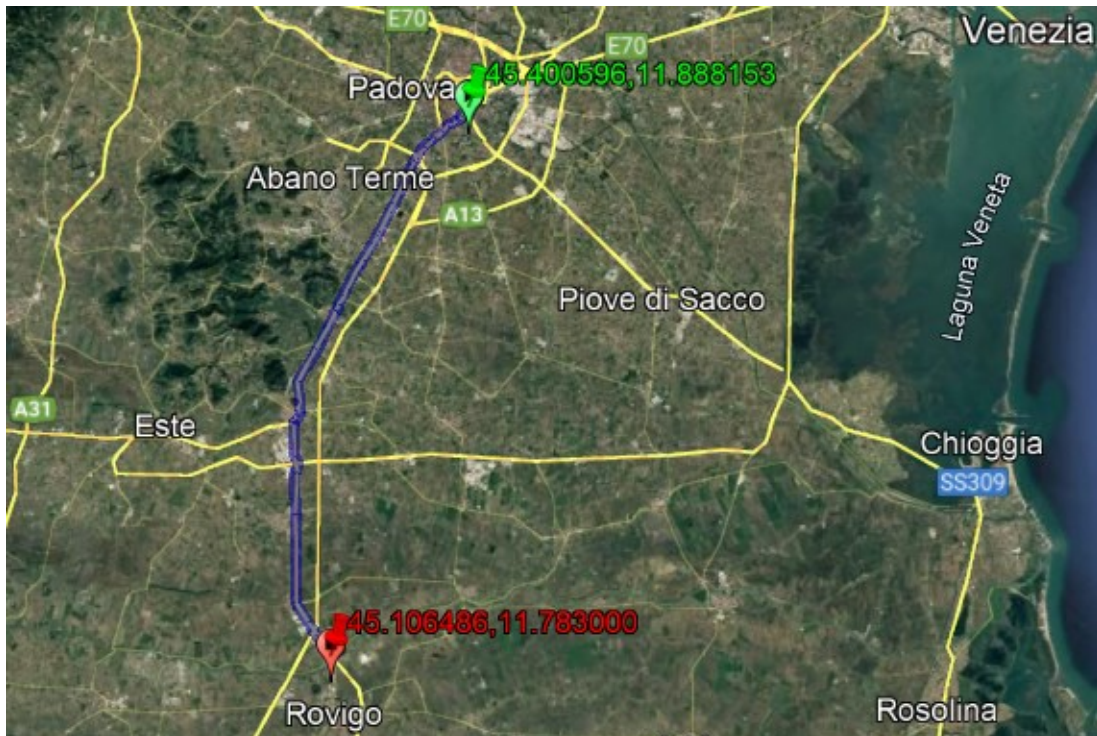 E70
Venezia
E70
45.400596,11.888153
Padova
Abano Terme
A13
Laguna Veneta
Piove di Sacco
A31
Este
Chioggia
SS309
45.106486,11.783000
Rovigo
Rosolina